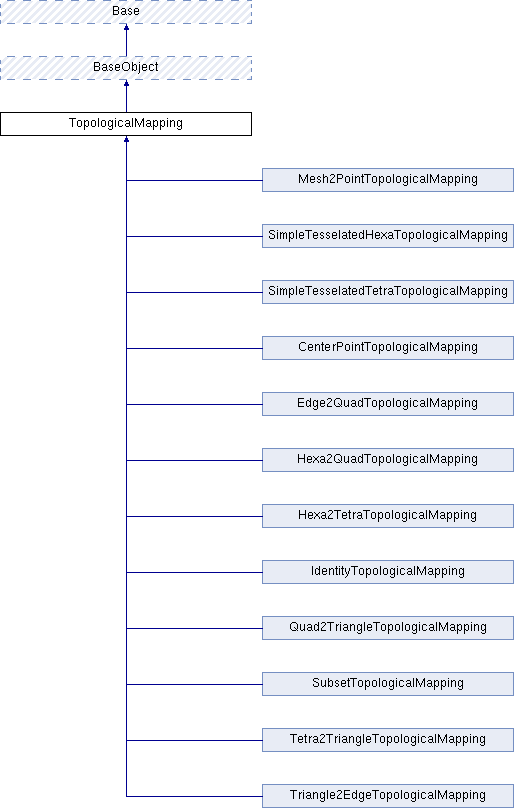 Base
BaseObject
TopologicalMapping
Mesh2PointTopologicalMapping
SimpleTesselatedHexaTopologicalMapping
SimpleTesselatedTetraTopologicalMapping
CenterPointTopologicalMapping
Edge2QuadTopologicalMapping
Hexa2QuadTopologicalMapping
Hexa2TetraTopologicalMapping
IdentityTopologicalMapping
Quad2TriangleTopologicalMapping
SubsetTopologicalMapping
Tetra2TriangleTopologicalMapping
Triangle2EdgeTopologicalMapping